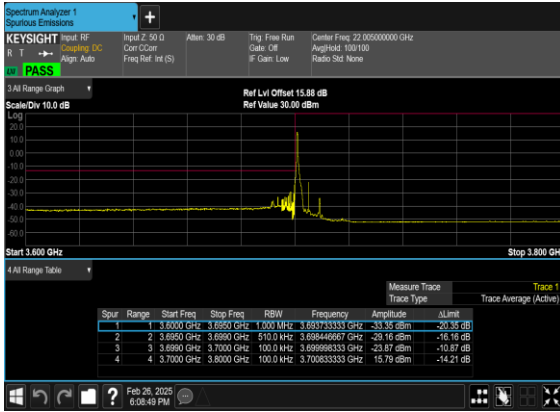 Spectrum Analyzer 1
Spurious Emissions
+
KEYSIGHT Input: RF Input Z: 50 Ω Atten: 30 dB Trig: Free Run Center Freq: 22.005000000 GHz
R T Coupling: DC Corr CCorr Gate: Off Avg|Hold: 100/100
Align: Auto Freq Ref: Int (S) IF Gain: Low Radio Std: None
PASS
3 All Range Graph
Ref Lvl Offset 15.88 dB
Scale/Div 10.0 dB Ref Value 30.00 dBm
Log
20.0
10.0
0.00
-10.0
-20.0
-30.0
-40.0
-50.0
-60.0
Start 3.600 GHz Stop 3.800 GH
4 All Range Table
Measure Trace Trace 1
Trace Type Trace Average (Active)
Spur Range Start Freq Stop Freq RBW Frequency Amplitude ΔLimit
1 1 3.6000 GHz 3.6950 GHz 1.000 MHz 3.693733333 GHz -33.35 dBm -20.35 dB
2 2 3.6950 GHz 3.6990 GHz 510.0 kHz 3.698446667 GHz -29.16 dBm -16.16 dB
3 3 3.6990 GHz 3.7000 GHz 100.0 kHz 3.699998333 GHz -23.87 dBm -10.87 dB
4 4 3.7000 GHz 3.8000 GHz 100.0 kHz 3.700833333 GHz 15.79 dBm -14.21 dB
? Feb 26, 2025
6:08:49 PM